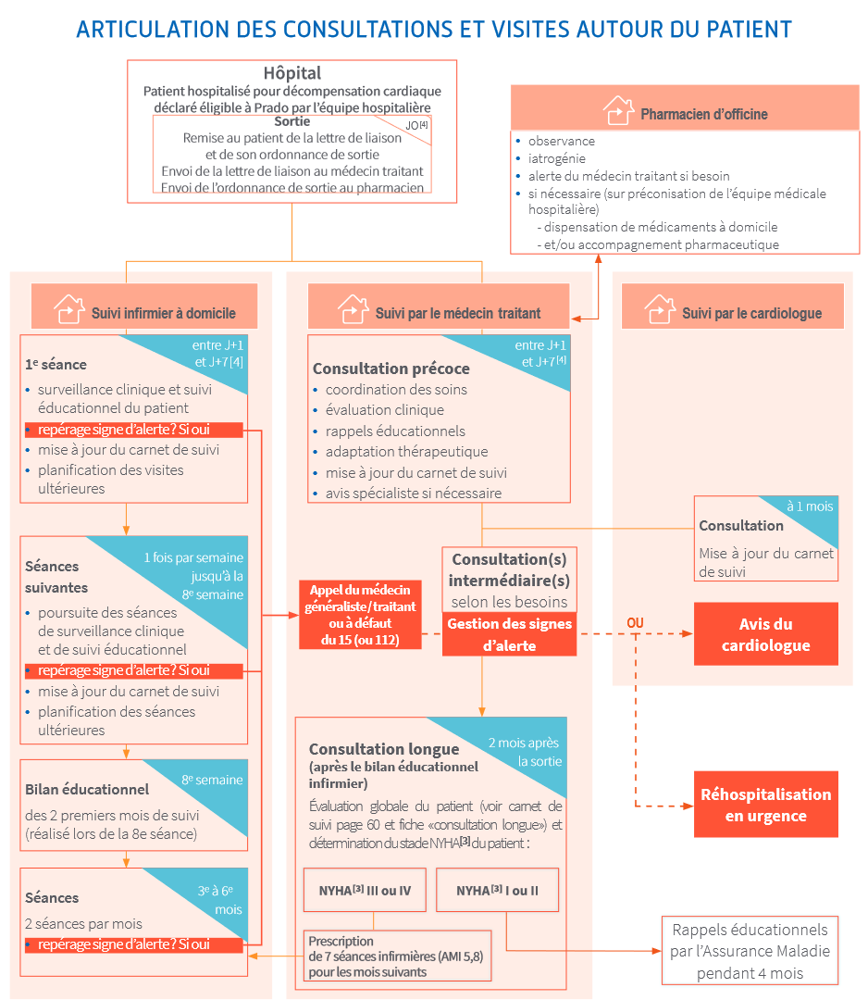 ARTICULATION DES CONSULTATIONS ET VISITES AUTOUR DU PATIENT
Hôpital
Patient hospitalisé pour décompensation cardiaque
déclaré éligible à Prado par l'équipe hospitalière
Sortie
JO[4]
Remise au patient de la lettre de liaison
et de son ordonnance de sortie
Envoi de la lettre de liaison au médecin traitant
Envoi de l'ordonnance de sortie au pharmacien
Pharmacien d'officine
• observance
• iatrogénie
• alerte du médecin traitant si besoin
• si nécessaire (sur préconisation de l'équipe médicale
hospitalière)
- dispensation de médicaments à domicile
- et/ou accompagnement pharmaceutique
Suivi infirmier à domicile
1e séance
entre J+1
et J+7[4]
• surveillance clinique et suivi
éducationnel du patient
• repérage signe d'alerte? Si oui
• mise à jour du carnet de suivi
• planification des visites
ultérieures
Séances
suivantes
1 fois par semaine
jusqu'à la
8e semaine
• poursuite des séances
de surveillance clinique
et de suivi éducationnel
• repérage signe d'alerte? Si oui
• mise à jour du carnet de suivi
• planification des séances
ultérieures
Bilan éducationnel
8e semaine
des 2 premiers mois de suivi
(réalisé lors de la 8e séance)
Séances
3e à 6e
mois
2 séances par mois
• repérage signe d'alerte? Si oui
Suivi par le médecin traitant
entre J+1
et J+7[4]
Consultation précoce
• coordination des soins
• évaluation clinique
• rappels éducationnels
• adaptation thérapeutique
• mise à jour du carnet de suivi
• avis spécialiste si nécessaire
Appel du médecin
généraliste/traitant
ou à défaut
du 15 (ou 112)
Consultation(s)
intermédiaire(s)
selon les besoins
Gestion des signes
d'alerte
Consultation longue
(après le bilan éducationnel
infirmier)
2 mois après
la sortie
Évaluation globale du patient (voir carnet de
suivi page 60 et fiche «consultation longue») et
détermination du stade NYHA[3] du patient :
NYHA[3] III ou IV
NYHA[3] I ou II
Prescription
de 7 séances infirmières (AMI 5,8)
pour les mois suivants
Suivi par le cardiologue
à 1 mois
Consultation
Mise à jour du carnet
de suivi
OU
Avis du
cardiologue
Réhospitalisation
en urgence
Rappels éducationnels
par l'Assurance Maladie
pendant 4 mois